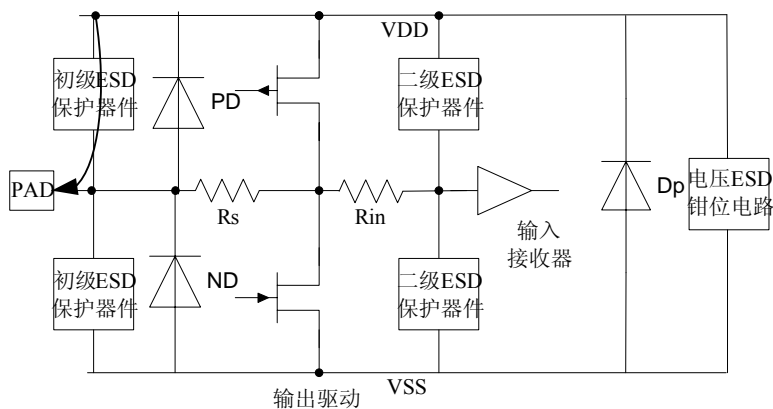 VDD
初级ESD
保护器件
PD
二级ESD
保护器件
PAD
Rs
Rin
输入
接收器
Dp
电压ESD
钳位电路
初级ESD
保护器件
ND
二级ESD
保护器件
输出驱动
VSS